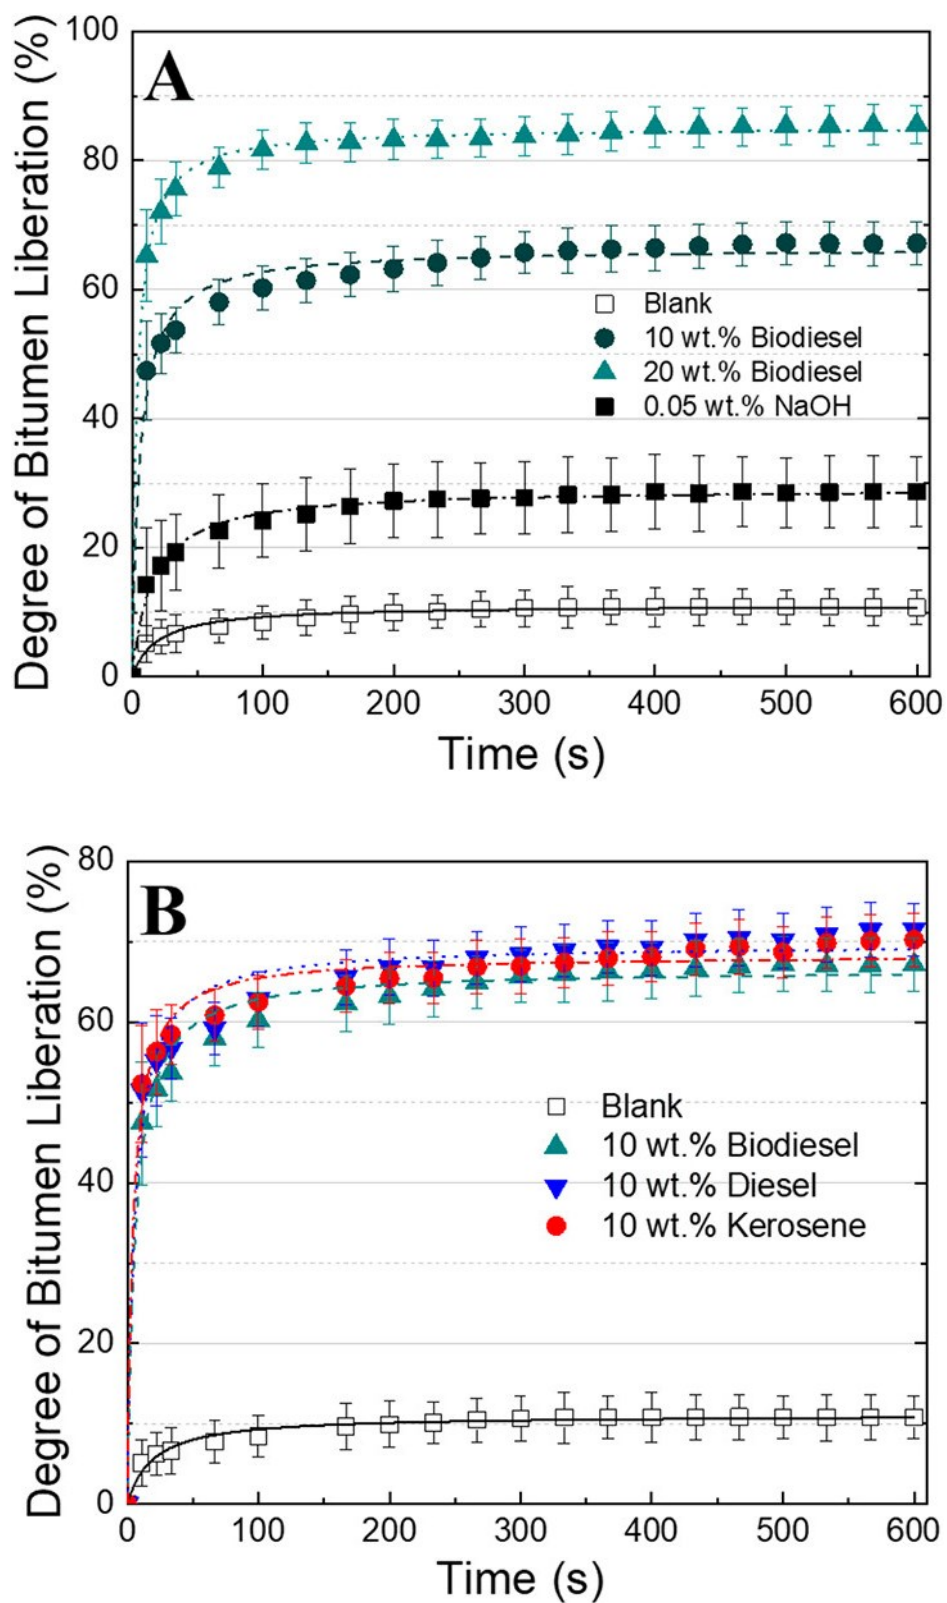 A
Degree of Bitumen Liberation (%)
100
80
60
40
20
0
Blank
10 wt.% Biodiesel
20 wt.% Biodiesel
0.05 wt.% NaOH
0 100 200 300 400 500 600
Time (s)
B
Degree of Bitumen Liberation (%)
80
60
40
20
0
Blank
10 wt.% Biodiesel
10 wt.% Diesel
10 wt.% Kerosene
0 100 200 300 400 500 600
Time (s)